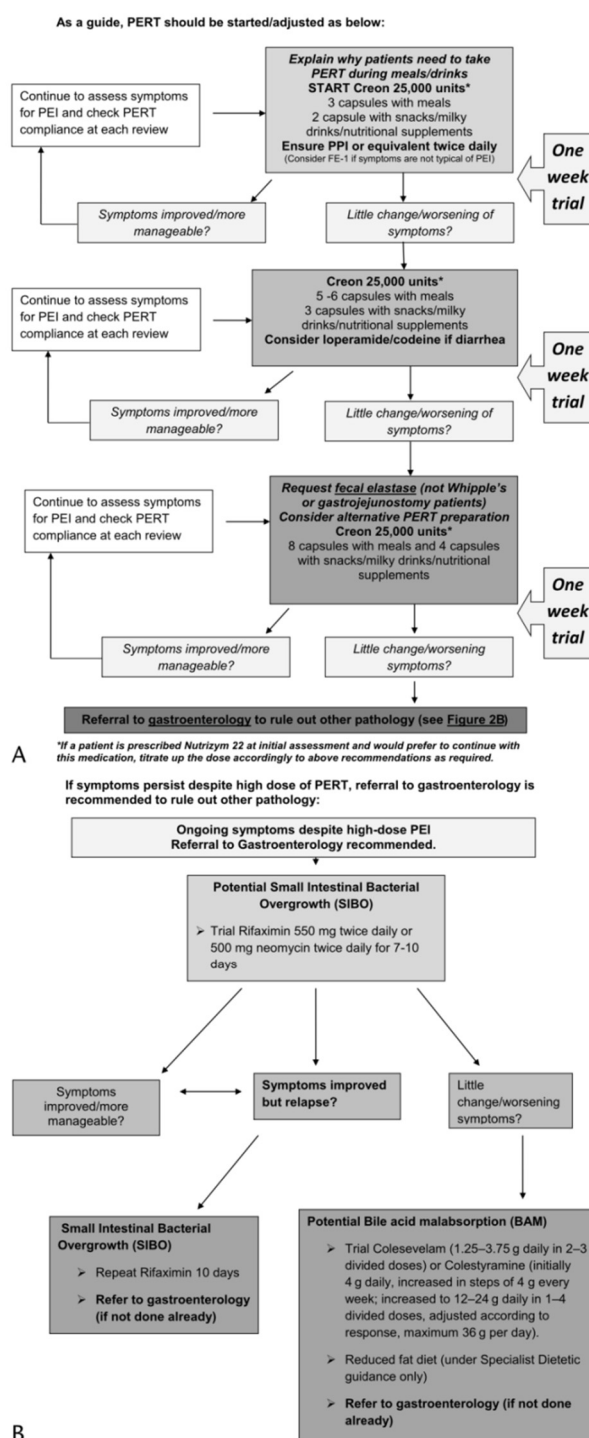 As a guide, PERT should be started/adjusted as below:
Explain why patients need to take
PERT during meals/drinks
START Creon 25,000 units*
3 capsules with meals
2 capsule with snacks/milky
drinks/nutritional supplements
Ensure PPI or equivalent twice daily
(Consider FE-1 if symptoms are not typical of PEI)
Continue to assess symptoms
for PEI and check PERT
compliance at each review
One
week
trial
Symptoms improved/more
manageable?
Little change/worsening of
symptoms?
Creon 25,000 units*
5 -6 capsules with meals
3 capsules with snacks/milky
drinks/nutritional supplements
Consider loperamide/codeine if diarrhea
Continue to assess symptoms
for PEI and check PERT
compliance at each review
One
week
trial
Symptoms improved/more
manageable?
Little change/worsening of
symptoms?
Request fecal elastase (not Whipple's
or gastrojejunostomy patients)
Consider alternative PERT preparation
Creon 25,000 units*
8 capsules with meals and 4 capsules
with snacks/milky drinks/nutritional
supplements
Continue to assess symptoms
for PEI and check PERT
compliance at each review
One
week
trial
Symptoms improved/more
manageable?
Little change/worsening
symptoms?
Referral to gastroenterology to rule out other pathology (see Figure 2B)
A
*If a patient is prescribed Nutrizym 22 at initial assessment and would prefer to continue with
this medication, titrate up the dose accordingly to above recommendations as required.
If symptoms persist despite high dose of PERT, referral to gastroenterology is
recommended to rule out other pathology:
Ongoing symptoms despite high-dose PEI
Referral to Gastroenterology recommended.
Potential Small Intestinal Bacterial
Overgrowth (SIBO)
➢ Trial Rifaximin 550 mg twice daily or
500 mg neomycin twice daily for 7-10
days
Symptoms
improved/more
manageable?
Symptoms improved
but relapse?
Little
change/worsening
symptoms?
Small Intestinal Bacterial
Overgrowth (SIBO)
➢ Repeat Rifaximin 10 days
➢ Refer to gastroenterology
(if not done already)
Potential Bile acid malabsorption (BAM)
➢ Trial Colesevelam (1.25–3.75 g daily in 2–3
divided doses) or Colestyramine (initially
4 g daily, increased in steps of 4 g every
week; increased to 12–24 g daily in 1–4
divided doses, adjusted according to
response, maximum 36 g per day).
➢ Reduced fat diet (under Specialist Dietetic
guidance only)
➢ Refer to gastroenterology (if not done
already)
B